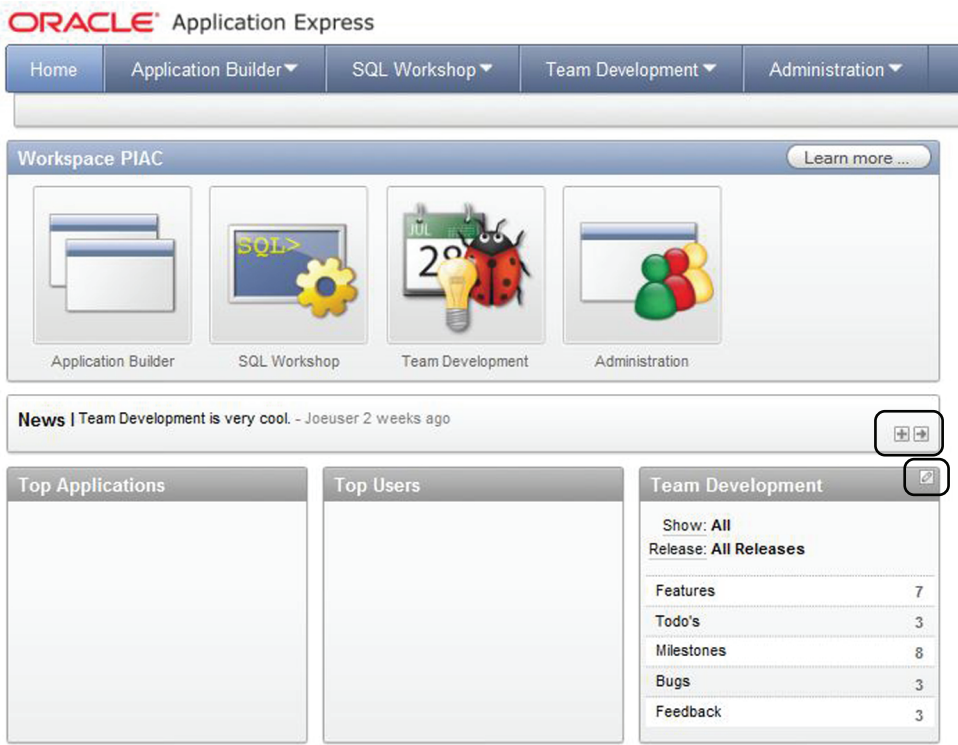 ORACLE Application Express
Home Application Builder SQL Workshop Team Development Administration
Workspace PIAC Learn more ...
SQL> JUL
28
Application Builder SQL Workshop Team Development Administration
News | Team Development is very cool. - Joeuser 2 weeks ago
Top Applications Top Users Team Development
Show: All
Release: All Releases
Features 7
Todo's 3
Milestones 8
Bugs 3
Feedback 3